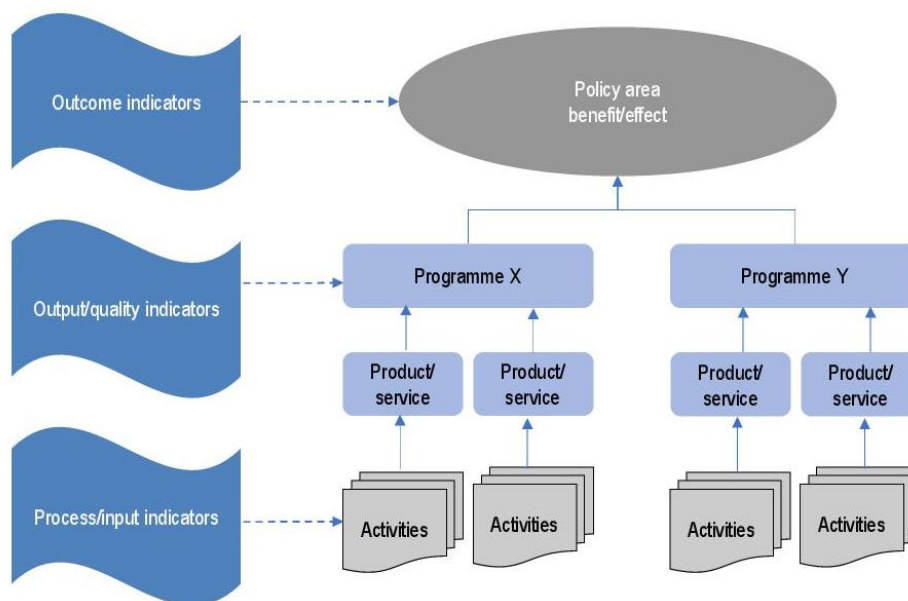 Outcome indicators
Policy area
benefit/effect
Output/quality indicators
Programme X
Programme Y
Product/
service
Product/
service
Product/
service
Product/
service
Process/input indicators
Activities
Activities
Activities
Activities